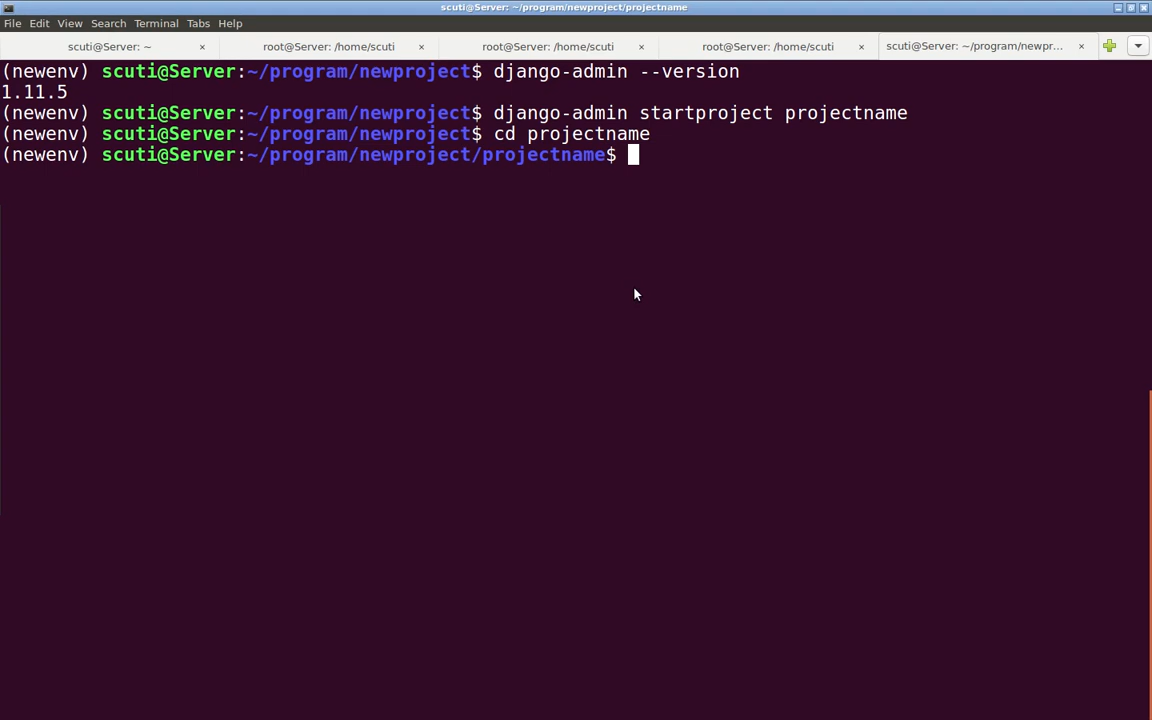 scuti@Server: ~/program/newproject/projectname
File Edit View Search Terminal Tabs Help
scuti@Server: ~ × root@Server: /home/scuti × root@Server: /home/scuti × root@Server: /home/scuti × scuti@Server: ~/program/newpr... ×
(newenv) scuti@Server:~/program/newproject$ django-admin --version
1.11.5
(newenv) scuti@Server:~/program/newproject$ django-admin startproject projectname
(newenv) scuti@Server:~/program/newproject$ cd projectname
(newenv) scuti@Server:~/program/newproject/projectname$